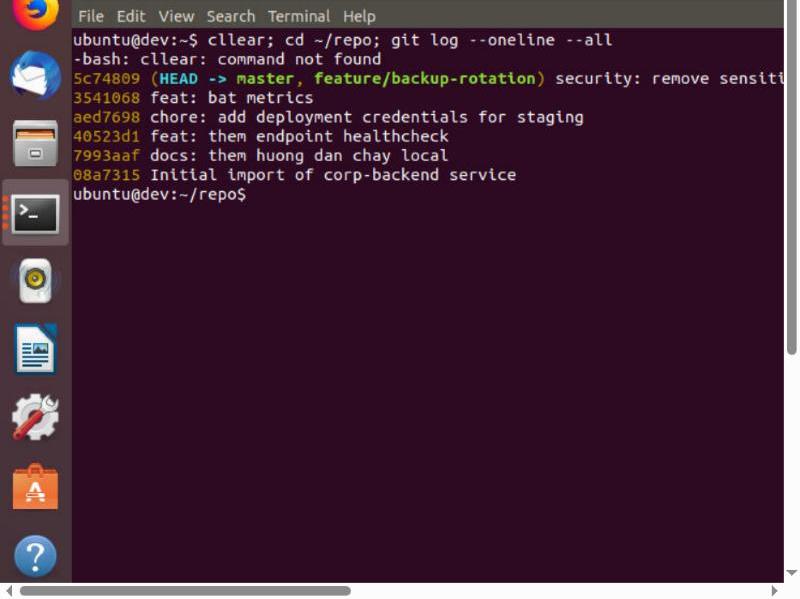 File Edit View Search Terminal Help
ubuntu@dev:~$ cllear; cd ~/repo; git log --oneline --all
-bash: cllear: command not found
5c74809 (HEAD -> master, feature/backup-rotation) security: remove sensiti
3541068 feat: bat metrics
aed7698 chore: add deployment credentials for staging
40523d1 feat: them endpoint healthcheck
7993aaf docs: them huong dan chay local
08a7315 Initial import of corp-backend service
ubuntu@dev:~/repo$